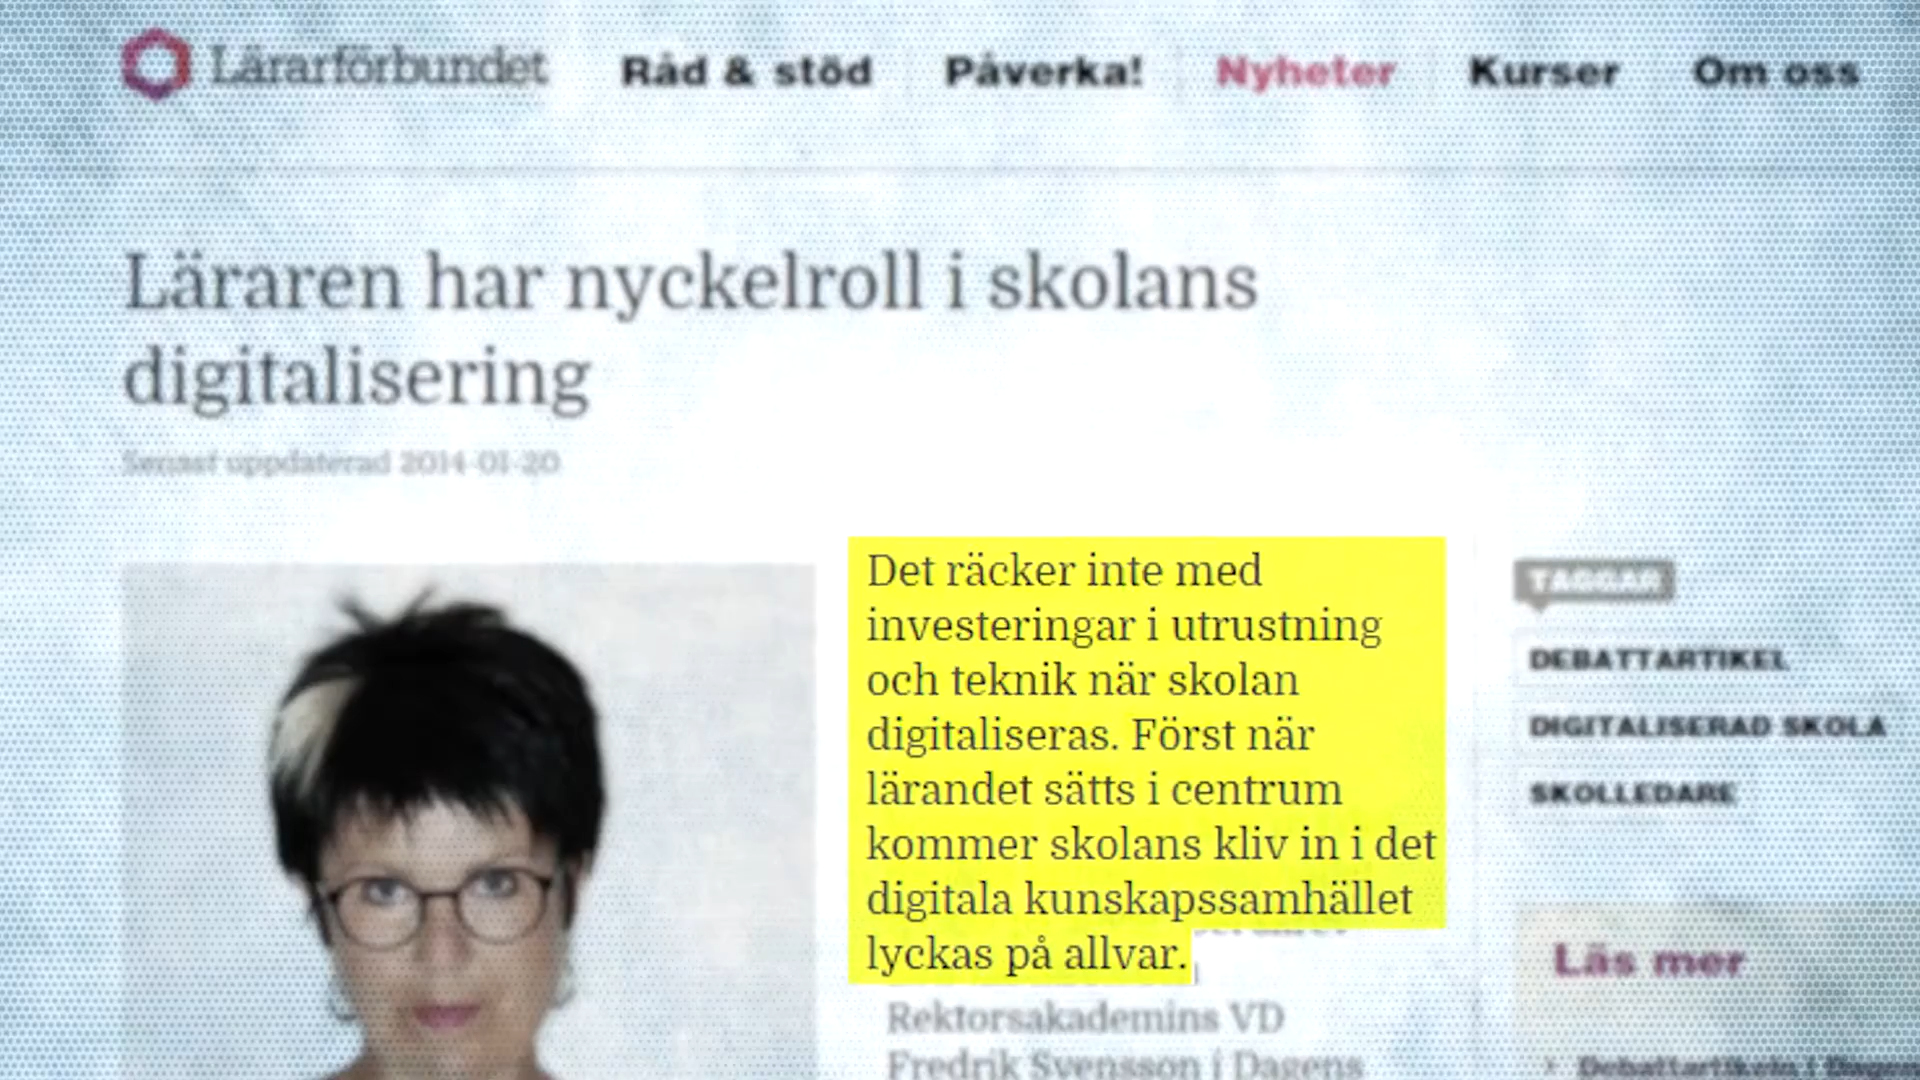 Lärarförbundet
Råd & stöd
Påverka!
Nyheter
Kurser
Om oss
Läraren har nyckelroll i skolans
digitalisering
Senast uppdaterad 2014-01-20
Det räcker inte med
investeringar i utrustning
och teknik när skolan
digitaliseras. Först när
lärandet sätts i centrum
kommer skolans kliv in i det
digitala kunskapssamhället
lyckas på allvar.
Rektorsakademins VD
Fredrik Svensson i Dagens
TAGGAR
DEBATTARTIKEL
DIGITALISERAD SKOLA
SKOLLEDARE
Läs mer
Debattartikeln i Dagens